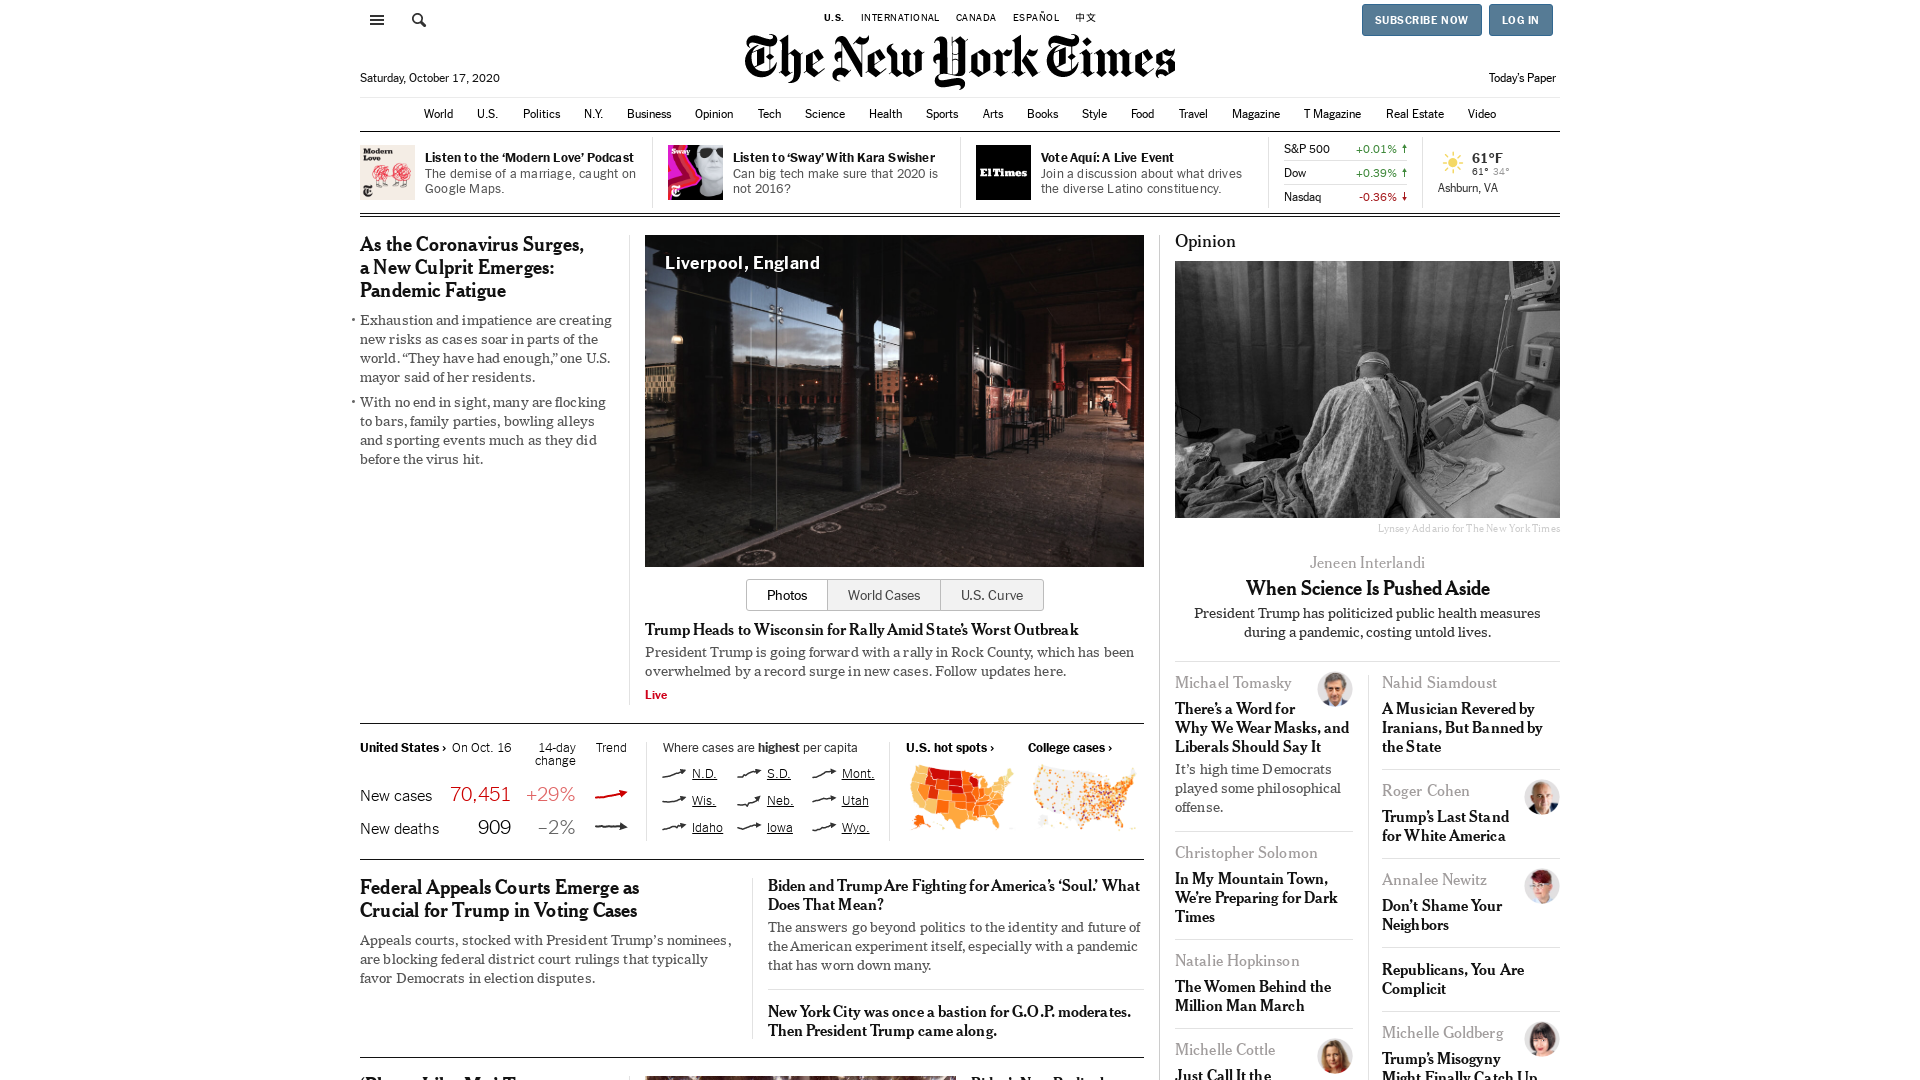 U.S. INTERNATIONAL CANADA ESPAÑOL 中文
SUBSCRIBE NOW
LOG IN
The New York Times
Saturday, October 17, 2020
Today's Paper
World U.S. Politics N.Y. Business Opinion Tech Science Health Sports Arts Books Style Food Travel Magazine T Magazine Real Estate Video
Modern
Love
Listen to the ‘Modern Love’ Podcast
The demise of a marriage, caught on
Google Maps.
Sway
Listen to ‘Sway’ With Kara Swisher
Can big tech make sure that 2020 is
not 2016?
El Times
Vote Aquí: A Live Event
Join a discussion about what drives
the diverse Latino constituency.
S&P 500 +0.01% ↑
Dow +0.39% ↑
Nasdaq -0.36% ↓
61°F
61° 34°
Ashburn, VA
As the Coronavirus Surges,
a New Culprit Emerges:
Pandemic Fatigue
• Exhaustion and impatience are creating
new risks as cases soar in parts of the
world. “They have had enough,” one U.S.
mayor said of her residents.
• With no end in sight, many are flocking
to bars, family parties, bowling alleys
and sporting events much as they did
before the virus hit.
Liverpool, England
Photos World Cases U.S. Curve
Trump Heads to Wisconsin for Rally Amid State’s Worst Outbreak
President Trump is going forward with a rally in Rock County, which has been
overwhelmed by a record surge in new cases. Follow updates here.
Live
United States › On Oct. 16 14-day Trend
change
New cases 70,451 +29%
New deaths 909 –2%
Where cases are highest per capita
N.D. S.D. Mont.
Wis. Neb. Utah
Idaho Iowa Wyo.
U.S. hot spots ›
College cases ›
Federal Appeals Courts Emerge as
Crucial for Trump in Voting Cases
Appeals courts, stocked with President Trump’s nominees,
are blocking federal district court rulings that typically
favor Democrats in election disputes.
Biden and Trump Are Fighting for America’s ‘Soul.’ What
Does That Mean?
The answers go beyond politics to the identity and future of
the American experiment itself, especially with a pandemic
that has worn down many.
New York City was once a bastion for G.O.P. moderates.
Then President Trump came along.
Opinion
Lynsey Addario for The New York Times
Jeneen Interlandi
When Science Is Pushed Aside
President Trump has politicized public health measures
during a pandemic, costing untold lives.
Michael Tomasky
There’s a Word for
Why We Wear Masks, and
Liberals Should Say It
It’s high time Democrats
played some philosophical
offense.
Christopher Solomon
In My Mountain Town,
We’re Preparing for Dark
Times
Natalie Hopkinson
The Women Behind the
Million Man March
Michelle Cottle
Just Call It the
Nahid Siamdoust
A Musician Revered by
Iranians, But Banned by
the State
Roger Cohen
Trump’s Last Stand
for White America
Annalee Newitz
Don’t Shame Your
Neighbors
Republicans, You Are
Complicit
Michelle Goldberg
Trump’s Misogyny
Might Finally Catch Up